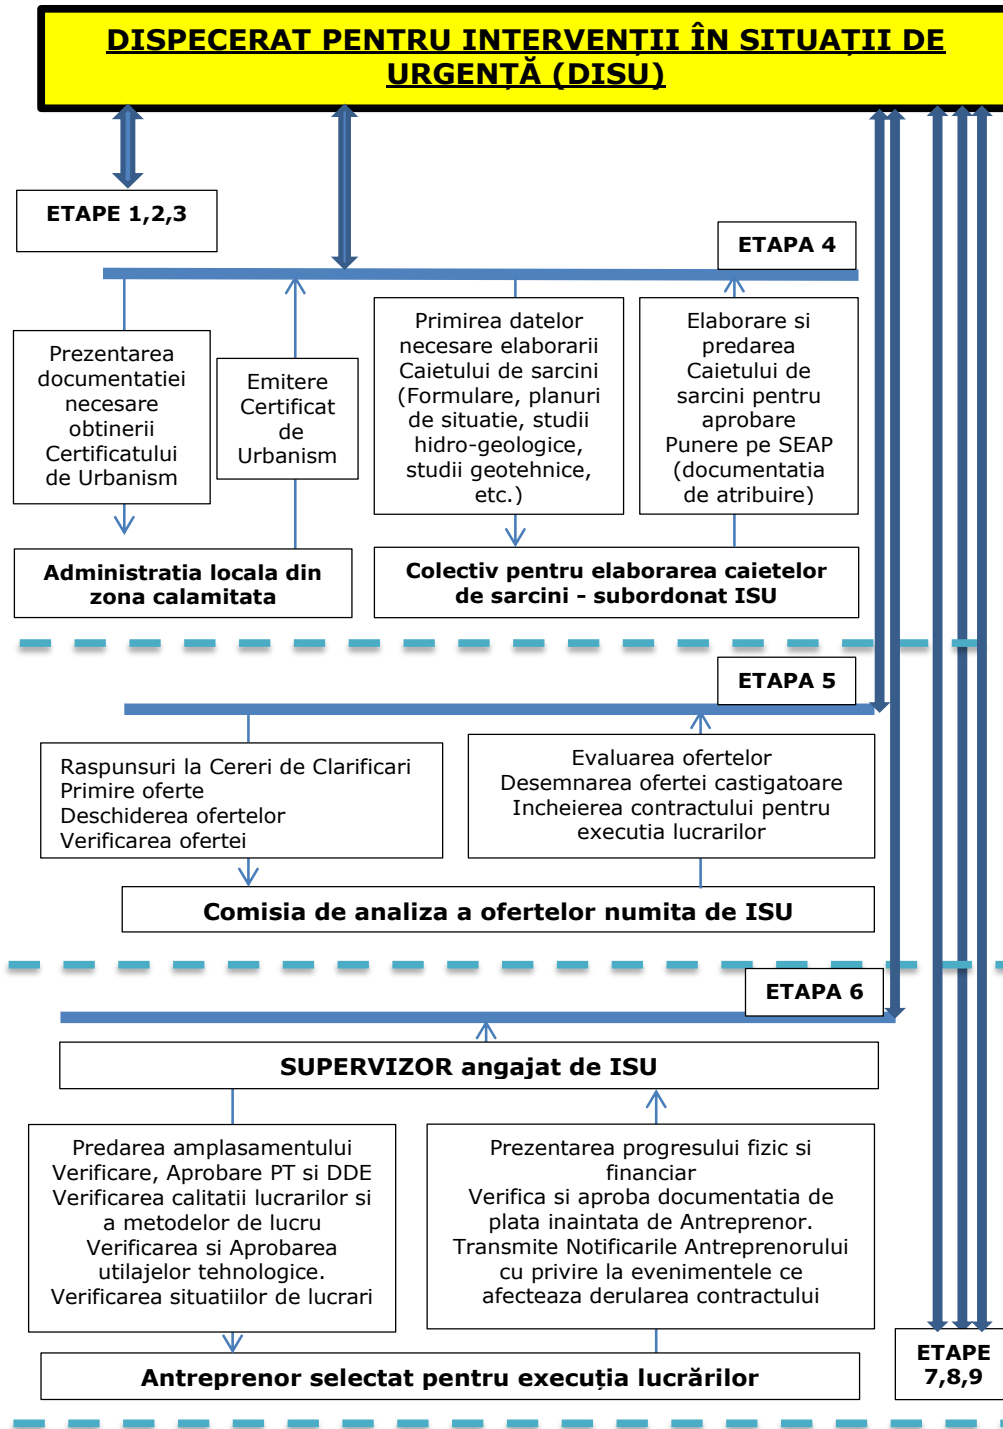 DISPECERAT PENTRU INTERVENȚII ÎN SITUAȚII DE
URGENȚĂ (DISU)
ETAPE 1,2,3
ETAPA 4
Prezentarea
documentatiei
necesare
obtinerii
Certificatului
de Urbanism
Emitere
Certificat
de
Urbanism
Primirea datelor
necesare elaborarii
Caietului de sarcini
(Formulare, planuri
de situatie, studii
hidro-geologice,
studii geotehnice,
etc.)
Elaborare si
predarea
Caietului de
sarcini pentru
aprobare
Punere pe SEAP
(documentatia
de atribuire)
Administratia locala din
zona calamitata
Colectiv pentru elaborarea caietelor
de sarcini - subordonat ISU
ETAPA 5
Raspunsuri la Cereri de Clarificari
Primire oferte
Deschiderea ofertelor
Verificarea ofertei
Evaluarea ofertelor
Desemnarea ofertei castigatoare
Incheierea contractului pentru
executia lucrarilor
Comisia de analiza a ofertelor numita de ISU
ETAPA 6
SUPERVIZOR angajat de ISU
Predarea amplasamentului
Verificare, Aprobare PT si DDE
Verificarea calitatii lucrarilor si
a metodelor de lucru
Verificarea si Aprobarea
utilajelor tehnologice.
Verificarea situatiilor de lucrari
Prezentarea progresului fizic si
financiar
Verifica si aproba documentatia de
plata inaintata de Antreprenor.
Transmite Notificarile Antreprenorului
cu privire la evenimentele ce
afecteaza derularea contractului
Antreprenor selectat pentru execuția lucrărilor
ETAPE
7,8,9